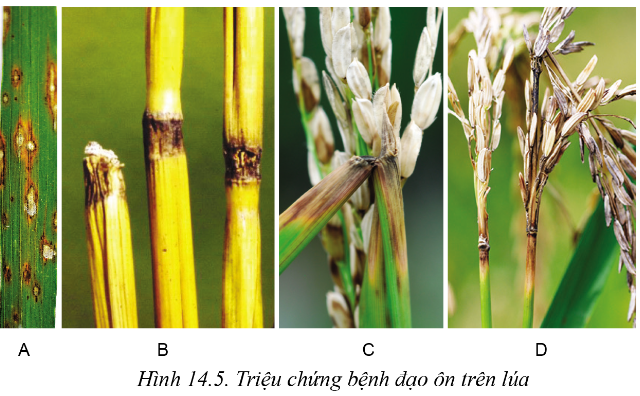 A B C D
Hình 14.5. Triệu chứng bệnh đạo ôn trên lúa